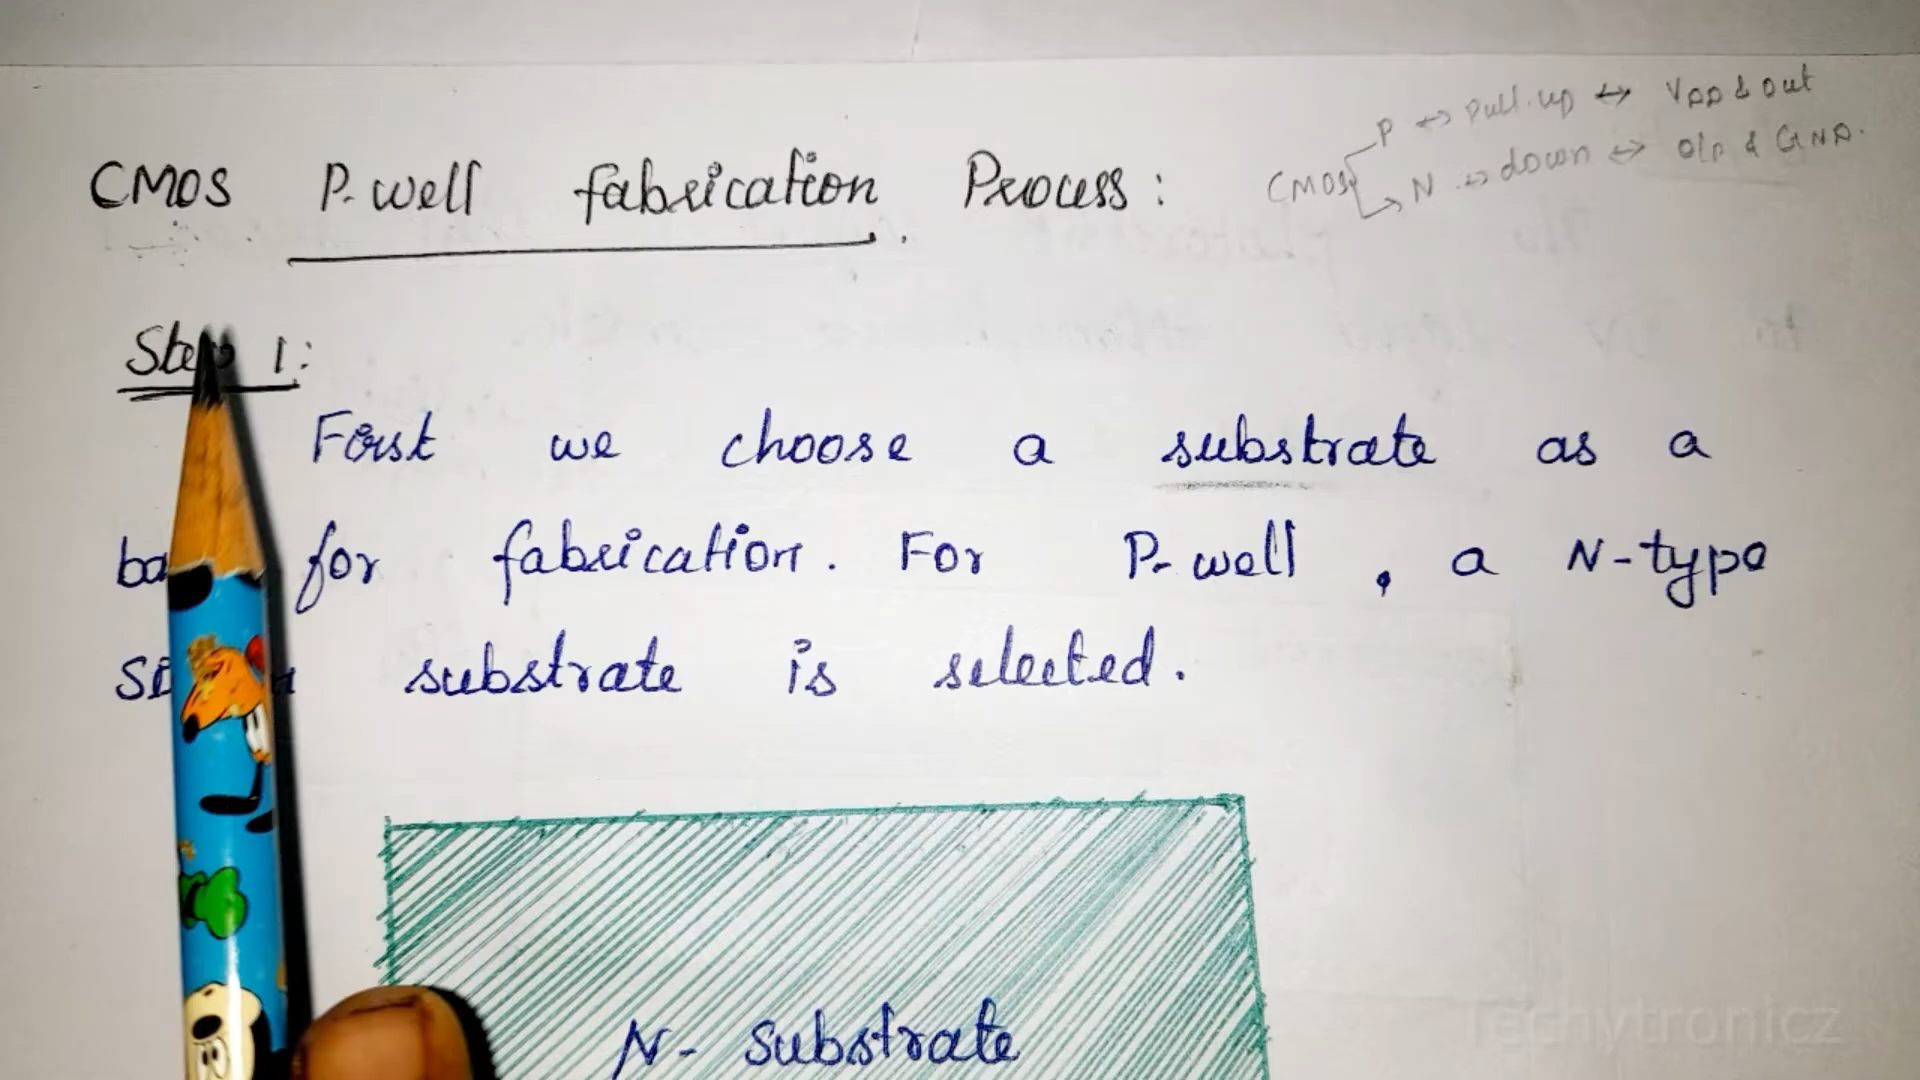 CMOS P-well fabrication Process:
CMOS P ↔ Pull-up ↔ VDD & out
N ↔ down ↔ O/P & GND.
Step 1:
First we choose a substrate as a
for fabrication. For P-well, a N-type
substrate is selected.
N- substrate
Techytronicz